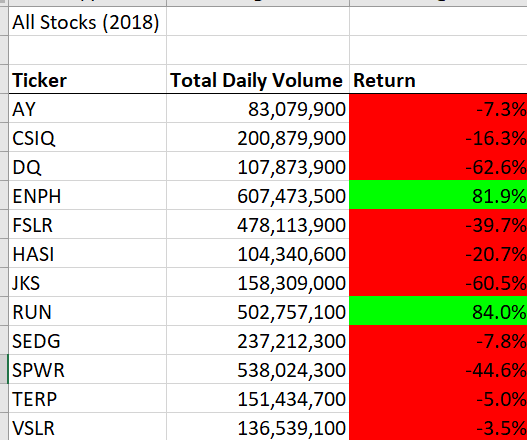 All Stocks (2018)
Ticker Total Daily Volume Return
AY 83,079,900 -7.3%
CSIQ 200,879,900 -16.3%
DQ 107,873,900 -62.6%
ENPH 607,473,500 81.9%
FSLR 478,113,900 -39.7%
HASI 104,340,600 -20.7%
JKS 158,309,000 -60.5%
RUN 502,757,100 84.0%
SEDG 237,212,300 -7.8%
SPWR 538,024,300 -44.6%
TERP 151,434,700 -5.0%
VSLR 136,539,100 -3.5%